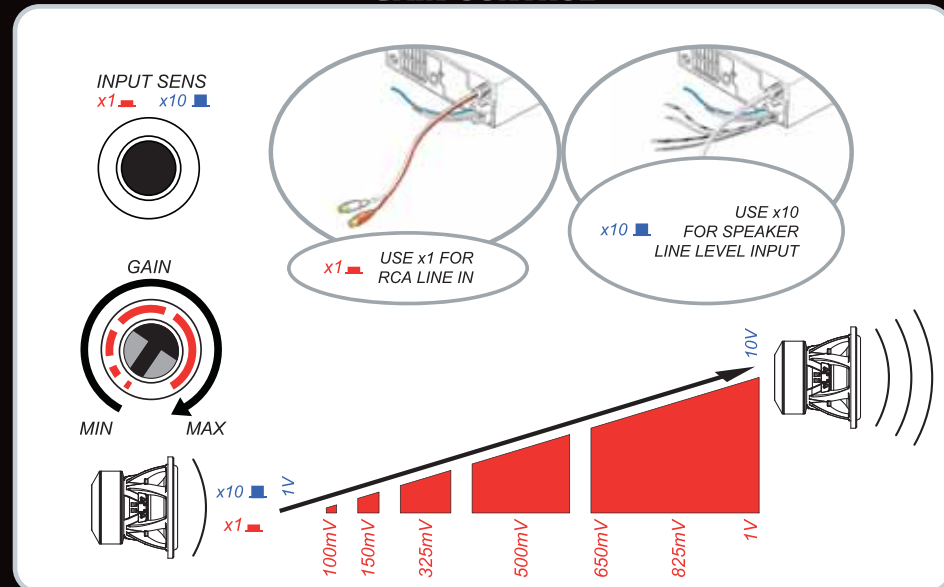 INPUT SENS
x1 x10
USE x1 FOR
RCA LINE IN
x1
x10
USE x10
FOR SPEAKER
LINE LEVEL INPUT
GAIN
MIN MAX
x10
x1
1V
10V
100mV
150mV
325mV
500mV
650mV
825mV
1V